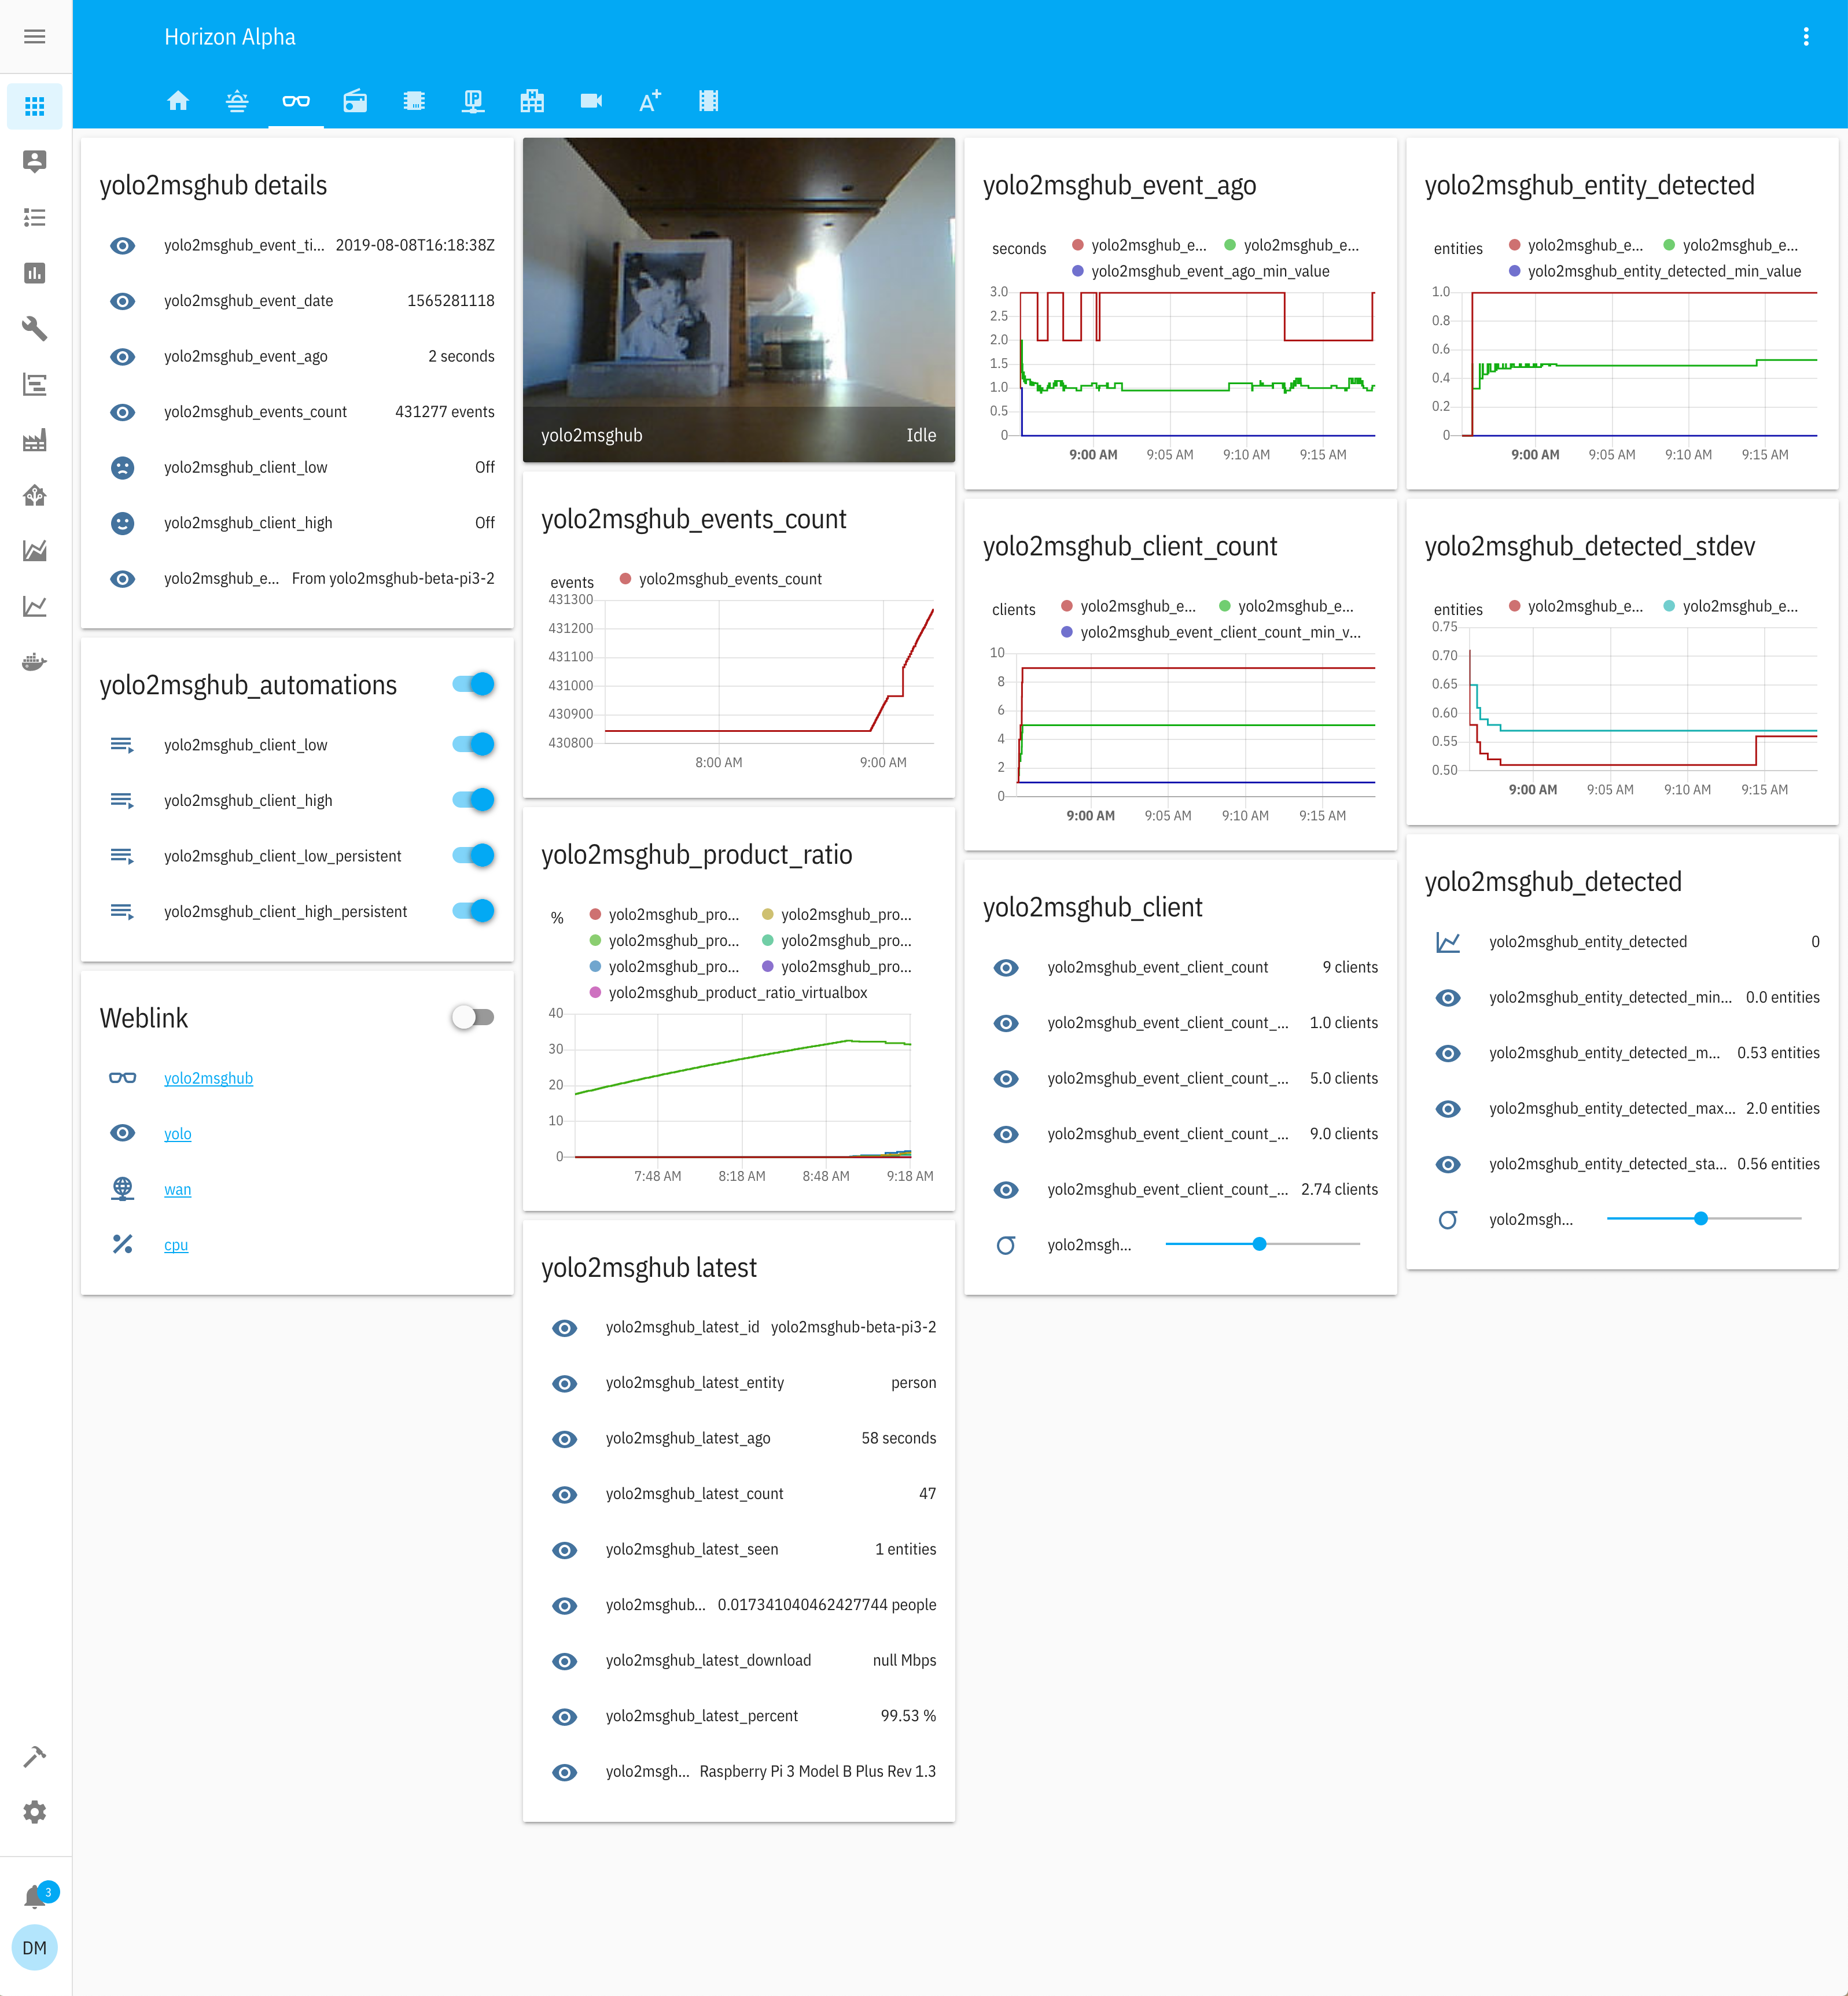 Horizon Alpha
yolo2msghub details
yolo2msghub_event_ti... 2019-08-08T16:18:38Z
yolo2msghub_event_date 1565281118
yolo2msghub_event_ago 2 seconds
yolo2msghub_events_count 431277 events
yolo2msghub_client_low Off
yolo2msghub_client_high Off
yolo2msghub_e... From yolo2msghub-beta-pi3-2
yolo2msghub_automations
yolo2msghub_client_low
yolo2msghub_client_high
yolo2msghub_client_low_persistent
yolo2msghub_client_high_persistent
Weblink
yolo2msghub
yolo
wan
cpu
yolo2msghub Idle
yolo2msghub_events_count
events yolo2msghub_events_count
431300
431200
431100
431000
430900
430800
8:00 AM 9:00 AM
yolo2msghub_product_ratio
% yolo2msghub_pro... yolo2msghub_pro...
yolo2msghub_pro... yolo2msghub_pro...
yolo2msghub_pro... yolo2msghub_pro...
yolo2msghub_product_ratio_virtualbox
40
30
20
10
0
7:48 AM 8:18 AM 8:48 AM 9:18 AM
yolo2msghub latest
yolo2msghub_latest_id yolo2msghub-beta-pi3-2
yolo2msghub_latest_entity person
yolo2msghub_latest_ago 58 seconds
yolo2msghub_latest_count 47
yolo2msghub_latest_seen 1 entities
yolo2msghub... 0.017341040462427744 people
yolo2msghub_latest_download null Mbps
yolo2msghub_latest_percent 99.53 %
yolo2msgh... Raspberry Pi 3 Model B Plus Rev 1.3
yolo2msghub_event_ago
seconds yolo2msghub_e... yolo2msghub_e...
yolo2msghub_event_ago_min_value
3.0
2.5
2.0
1.5
1.0
0.5
0
9:00 AM 9:05 AM 9:10 AM 9:15 AM
yolo2msghub_client_count
clients yolo2msghub_e... yolo2msghub_e...
yolo2msghub_event_client_count_min_v...
10
8
6
4
2
0
9:00 AM 9:05 AM 9:10 AM 9:15 AM
yolo2msghub_client
yolo2msghub_event_client_count 9 clients
yolo2msghub_event_client_count_... 1.0 clients
yolo2msghub_event_client_count_... 5.0 clients
yolo2msghub_event_client_count_... 9.0 clients
yolo2msghub_event_client_count_... 2.74 clients
yolo2msgh...
yolo2msghub_entity_detected
entities yolo2msghub_e... yolo2msghub_e...
yolo2msghub_entity_detected_min_value
1.0
0.8
0.6
0.4
0.2
0
9:00 AM 9:05 AM 9:10 AM 9:15 AM
yolo2msghub_detected_stdev
entities yolo2msghub_e... yolo2msghub_e...
0.75
0.70
0.65
0.60
0.55
0.50
9:00 AM 9:05 AM 9:10 AM 9:15 AM
yolo2msghub_detected
yolo2msghub_entity_detected 0
yolo2msghub_entity_detected_min... 0.0 entities
yolo2msghub_entity_detected_m... 0.53 entities
yolo2msghub_entity_detected_max... 2.0 entities
yolo2msghub_entity_detected_sta... 0.56 entities
yolo2msgh...
3
DM